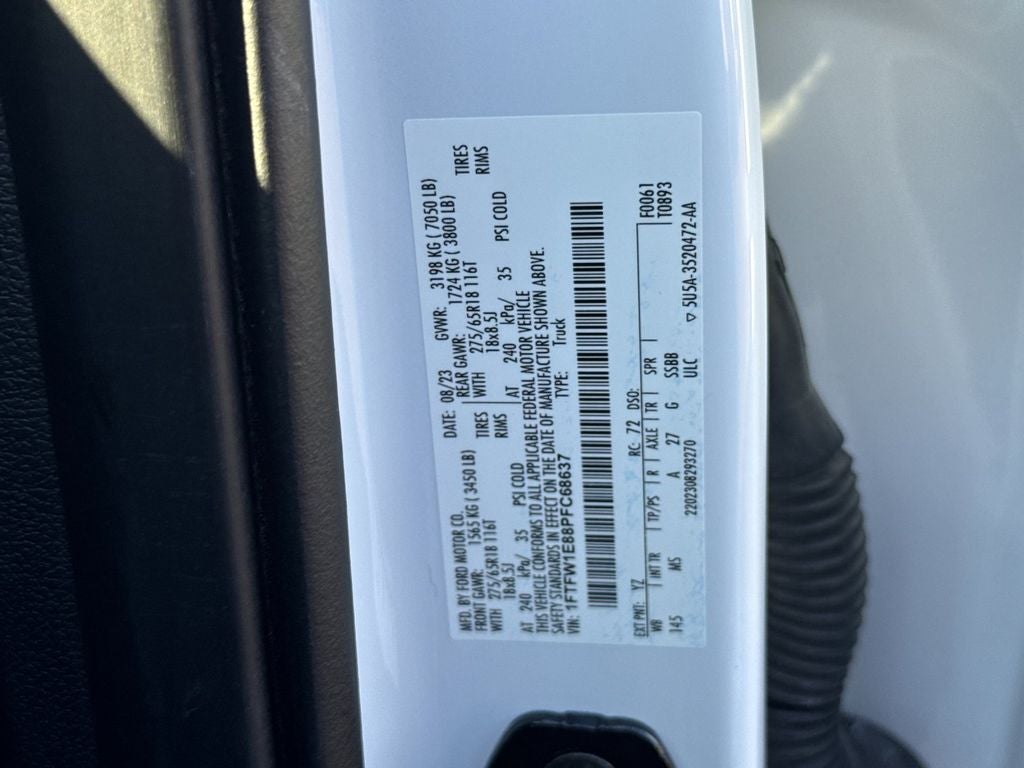 MFD. BY FORD MOTOR CO. DATE: 08/23 GVWR: 3198 KG ( 7050 LB)
FRONT GAWR: 1565 KG ( 3450 LB) REAR GAWR: 1724 KG ( 3800 LB)
WITH 275/65R18 116T TIRES WITH 275/65R18 116T TIRES
18x8.5J RIMS 18x8.5J RIMS
AT 240 kPa/ 35 PSI COLD AT 240 kPa/ 35 PSI COLD
THIS VEHICLE CONFORMS TO ALL APPLICABLE FEDERAL MOTOR VEHICLE
SAFETY STANDARDS IN EFFECT ON THE DATE OF MANUFACTURE SHOWN ABOVE.
VIN: 1FTFW1E88PFC68637 TYPE: Truck
EXT PNT: YZ RC: 72 DSO: F0061
WB INT TR TP/PS R AXLE TR SPR T0893
145 MS A 27 G SSBB
2202308293270 ULC ▽ 5U5A-3520472-AA